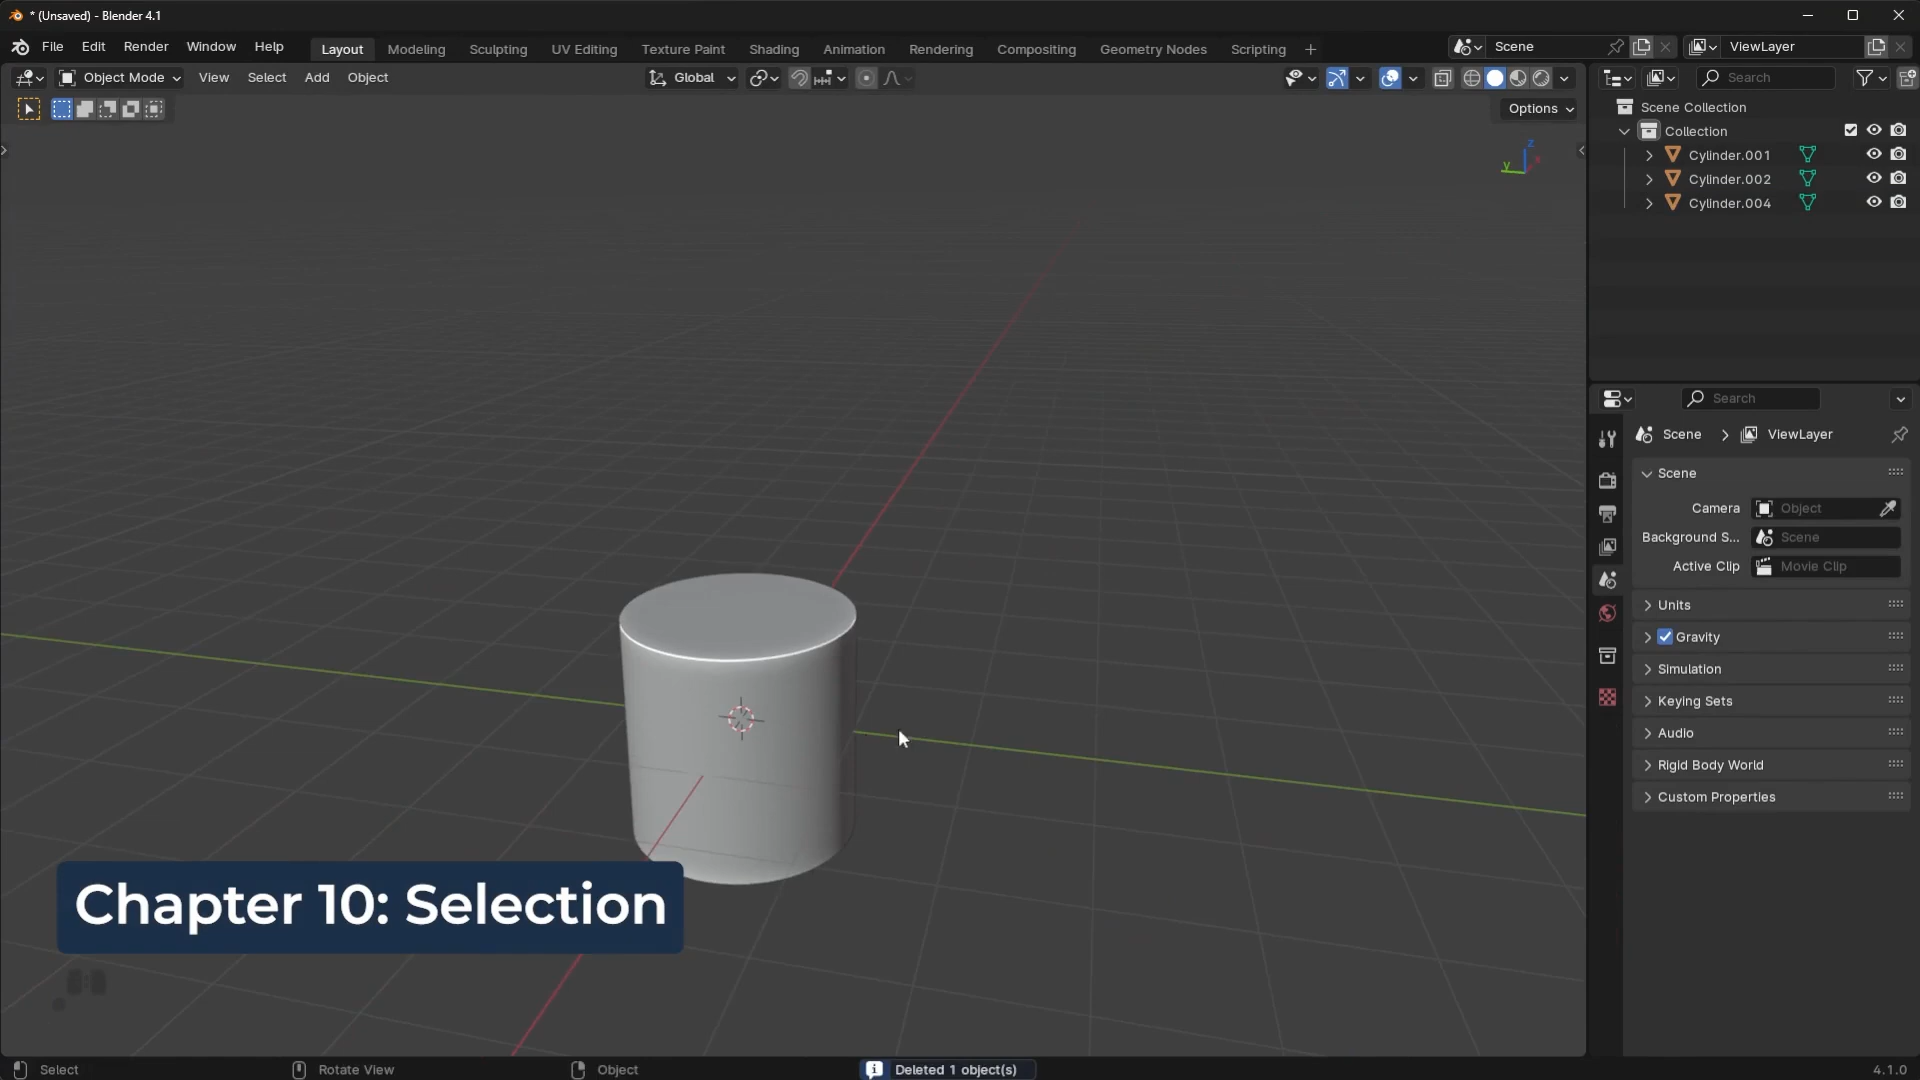 * (Unsaved) - Blender 4.1
File Edit Render Window Help Layout Modeling Sculpting UV Editing Texture Paint Shading Animation Rendering Compositing Geometry Nodes Scripting + Scene ViewLayer
Object Mode View Select Add Object Global Search
Options
Scene Collection
Collection
Cylinder.001
Cylinder.002
Cylinder.004
Z
Y
X
Search
Scene > ViewLayer
Scene
Camera Object
Background S... Scene
Active Clip Movie Clip
Units
Gravity
Simulation
Keying Sets
Audio
Rigid Body World
Custom Properties
Chapter 10: Selection
Select Rotate View Object Deleted 1 object(s) 4.1.0